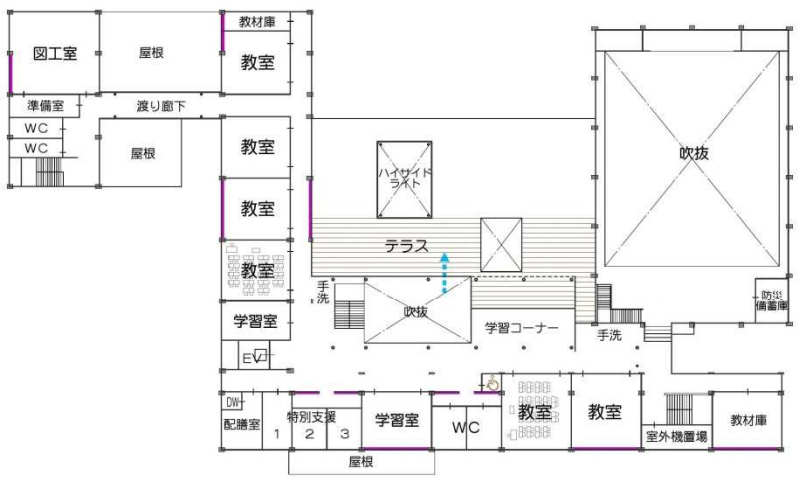 教材庫
図工室
屋根
教室
準備室
渡り廊下
WC
WC
屋根
教室
吹抜
ハイサイド
ライト
教室
テラス
教室
手洗
防災
備蓄庫
学習室
吹抜
学習コーナー
手洗
EV
DW
配膳室
1
特別支援
2
3
学習室
WC
教室
教室
室外機置場
教材庫
屋根